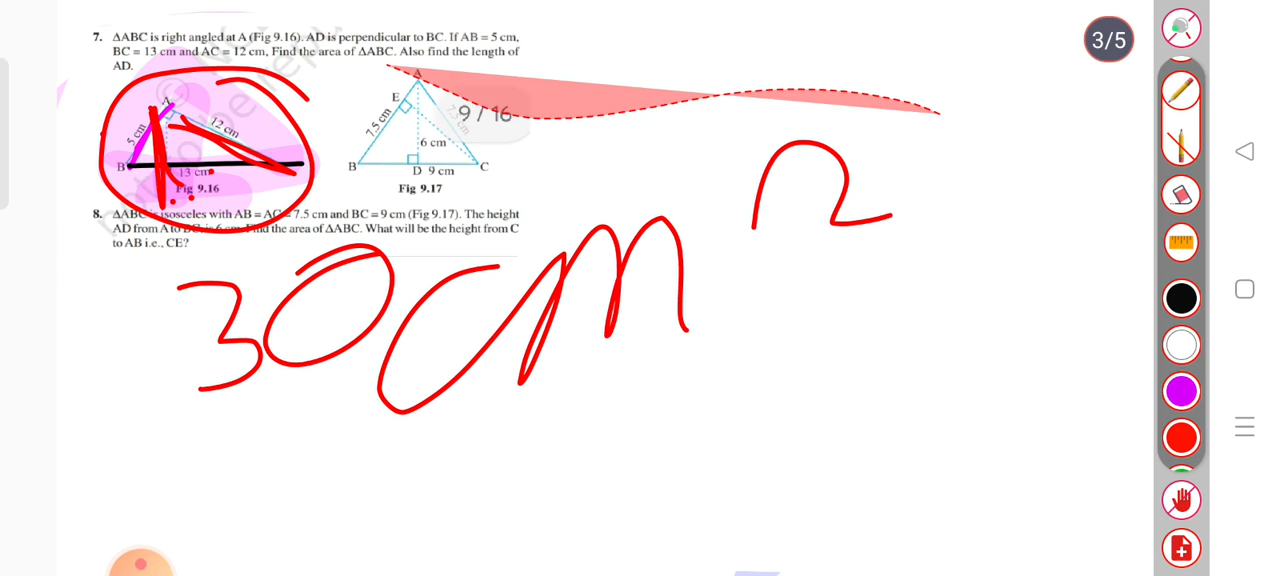 7. ΔABC is right angled at A (Fig 9.16). AD is perpendicular to BC. If AB = 5 cm,
BC = 13 cm and AC = 12 cm, Find the area of ΔABC. Also find the length of
AD.
A
5 cm
12 cm
B
13 cm
Fig 9.16
A
E
7.5 cm
7.5 cm
6 cm
B
D 9 cm
C
Fig 9.17
9 / 16
3/5
8. ΔABC is isosceles with AB = AC = 7.5 cm and BC = 9 cm (Fig 9.17). The height
AD from A to BC, is 6 cm. Find the area of ΔABC. What will be the height from C
to AB i.e., CE?
30cm 2